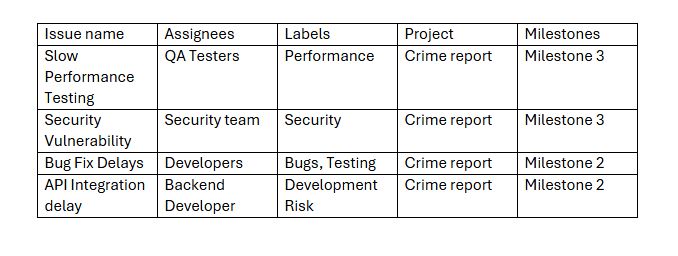 Issue name Assignees Labels Project Milestones
Slow QA Testers Performance Crime report Milestone 3
Performance
Testing
Security Security team Security Crime report Milestone 3
Vulnerability
Bug Fix Delays Developers Bugs, Testing Crime report Milestone 2
API Integration Backend Development Crime report Milestone 2
delay Developer Risk